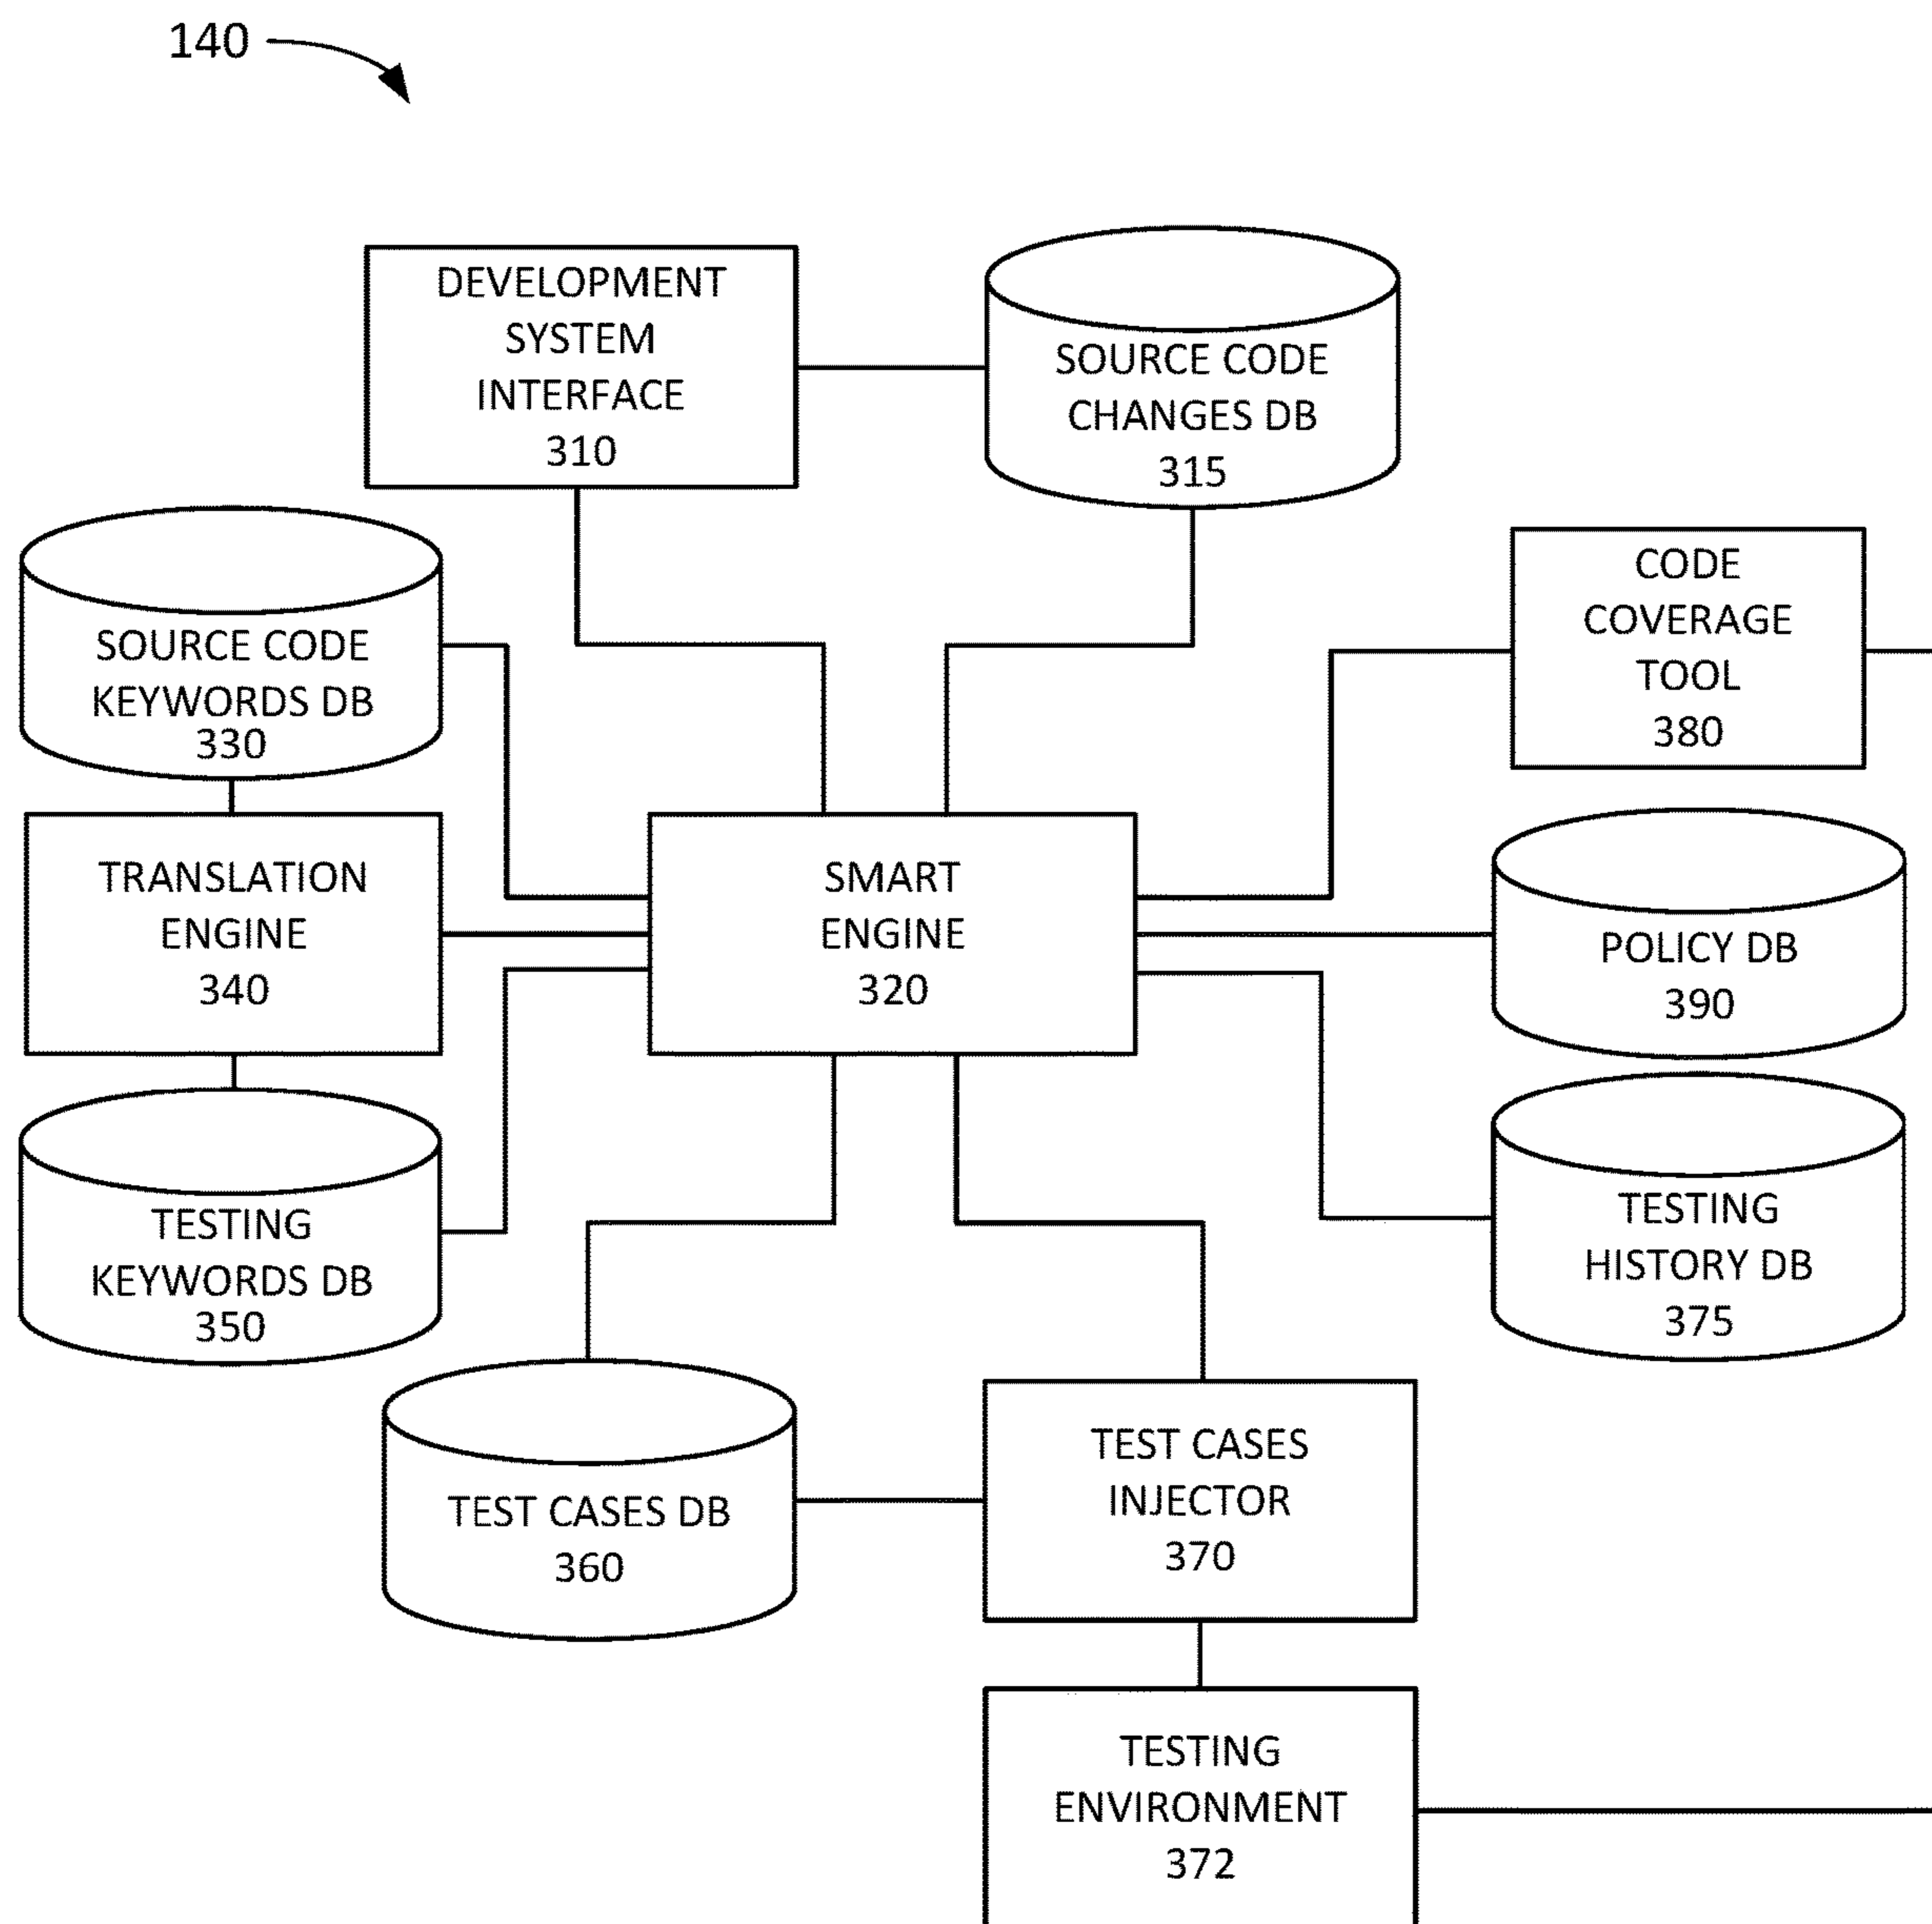 140
DEVELOPMENT
SYSTEM
INTERFACE
310
SOURCE CODE
CHANGES DB
315
SOURCE CODE
KEYWORDS DB
330
CODE
COVERAGE
TOOL
380
TRANSLATION
ENGINE
340
SMART
ENGINE
320
POLICY DB
390
TESTING
KEYWORDS DB
350
TESTING
HISTORY DB
375
TEST CASES DB
360
TEST CASES
INJECTOR
370
TESTING
ENVIRONMENT
372